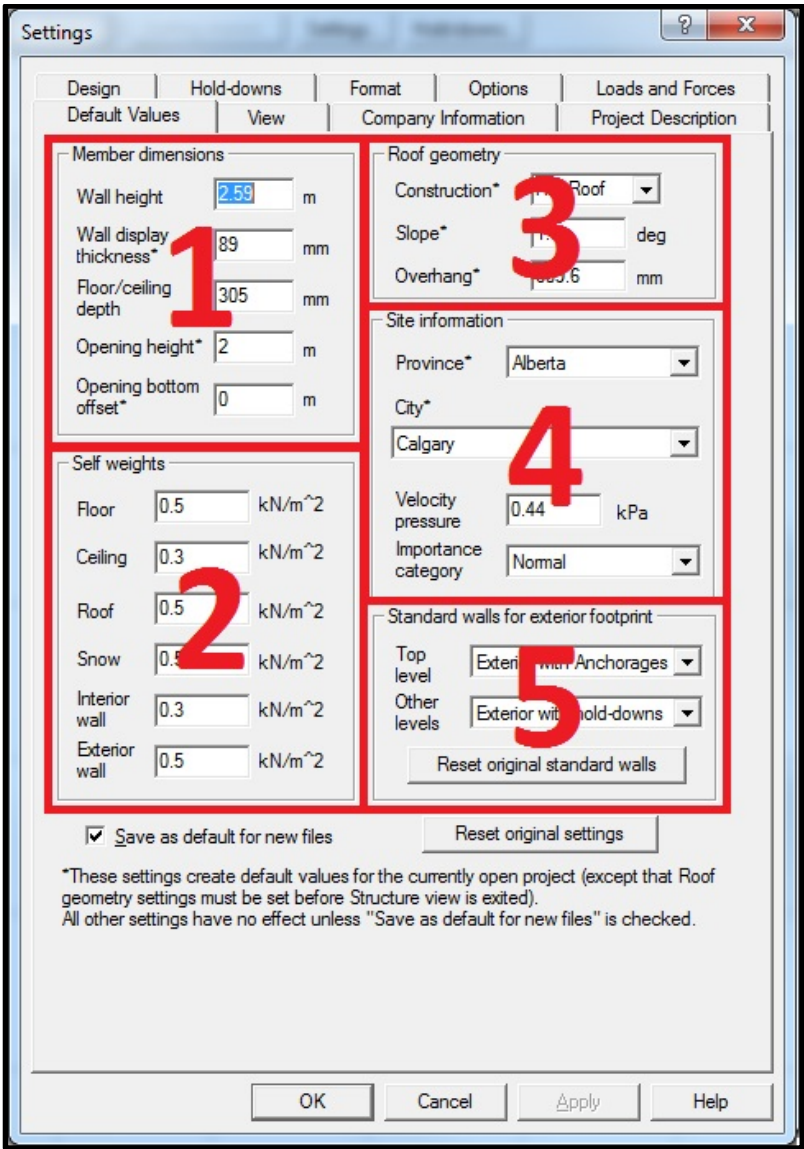 Settings
Design Hold-downs Format Options Loads and Forces
Default Values View Company Information Project Description
Member dimensions
Wall height 2.59 m
Wall display
thickness* 89 mm
Floor/ceiling
depth 305 mm
Opening height* 2 m
Opening bottom
offset* 0 m
1
Self weights
Floor 0.5 kN/m^2
Ceiling 0.3 kN/m^2
Roof 0.5 kN/m^2
Snow kN/m^2
Interior
wall 0.3 kN/m^2
Exterior
wall 0.5 kN/m^2
2
Roof geometry
Construction* Roof
Slope* deg
Overhang* mm
3
Site information
Province* Alberta
City*
Calgary
Velocity
pressure 0.44 kPa
Importance
category Normal
4
Standard walls for exterior footprint
Top
level Exterior with Anchorages
Other
levels Exterior with hold-downs
Reset original standard walls
5
Save as default for new files Reset original settings
*These settings create default values for the currently open project (except that Roof
geometry settings must be set before Structure view is exited).
All other settings have no effect unless "Save as default for new files" is checked.
OK Cancel Apply Help